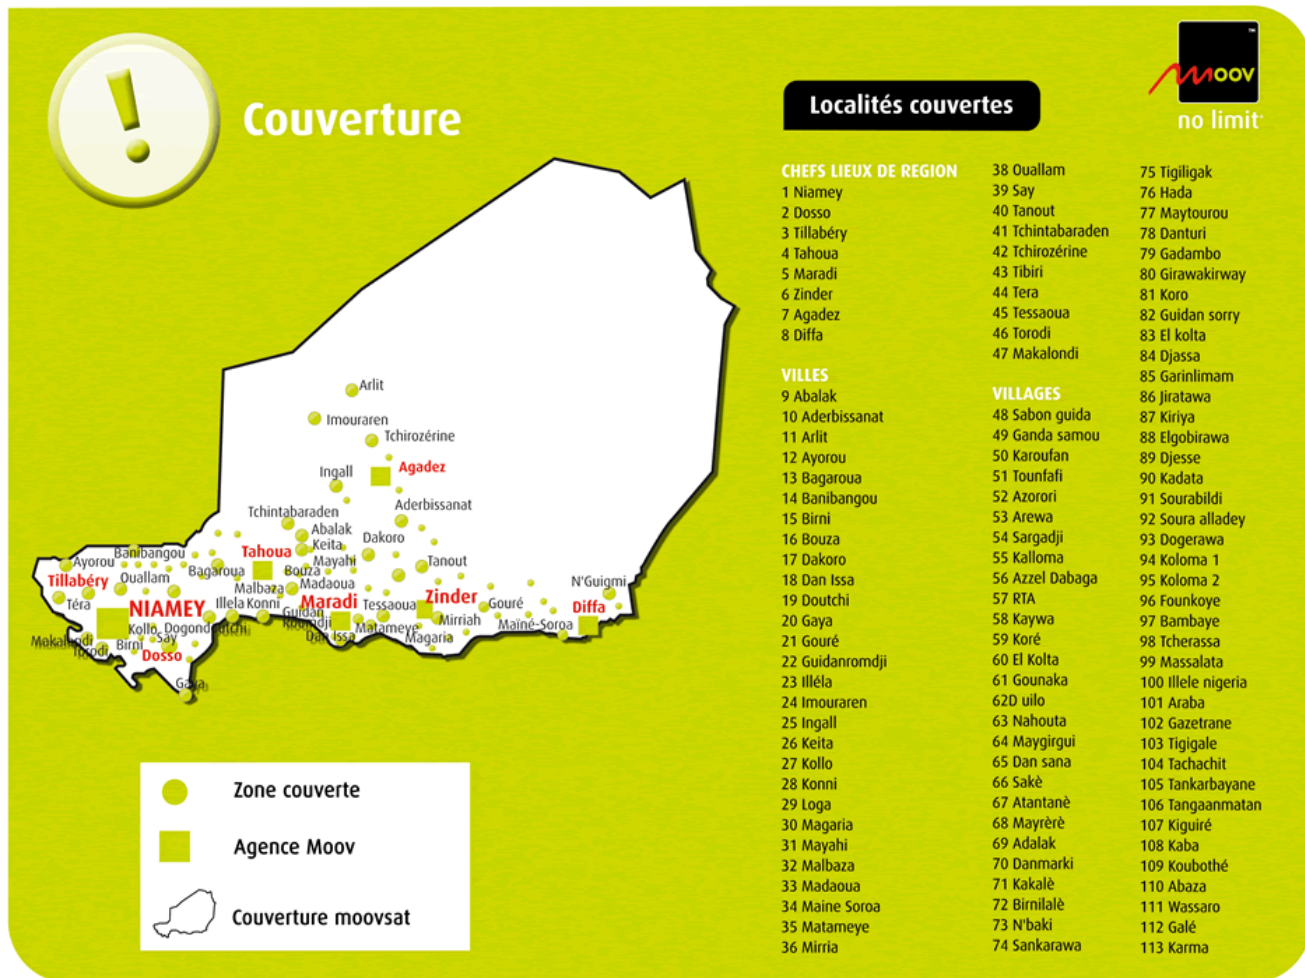 Couverture
MOOV
TM
no limit
Localités couvertes
Arlit
Imouraren
Tchirozérine
Agadez
Ingall
Aderbissanat
Tchintabaraden
Abalak
Keita
Dakoro
Tahoua
Banibangou
Ayorou
Bagaroua
Bouza
Mayahi
Tanout
Tillabéry
Ouallam
Malbaza
Madaoua
N'Guigmi
Téra
NIAMEY
Illela
Konni
Maradi
Tessaoua
Zinder
Gouré
Diffa
Guidan
Roumdji
Kollo
Dogondoutchi
Mirriah
Maïné-Soroa
Makalondi
Torodi
Birni
Say
Dosso
Dan Issa
Matameye
Magaria
Gaya
Zone couverte
Agence Moov
Couverture moovsat
CHEFS LIEUX DE REGION
1 Niamey
2 Dosso
3 Tillabéry
4 Tahoua
5 Maradi
6 Zinder
7 Agadez
8 Diffa
VILLES
9 Abalak
10 Aderbissanat
11 Arlit
12 Ayorou
13 Bagaroua
14 Banibangou
15 Birni
16 Bouza
17 Dakoro
18 Dan Issa
19 Doutchi
20 Gaya
21 Gouré
22 Guidanromdji
23 Illéla
24 Imouraren
25 Ingall
26 Keita
27 Kollo
28 Konni
29 Loga
30 Magaria
31 Mayahi
32 Malbaza
33 Madaoua
34 Maine Soroa
35 Matameye
36 Mirria
38 Ouallam
39 Say
40 Tanout
41 Tchintabaraden
42 Tchirozérine
43 Tibiri
44 Tera
45 Tessaoua
46 Torodi
47 Makalondi
VILLAGES
48 Sabon guida
49 Ganda samou
50 Karoufan
51 Tounfafi
52 Azorori
53 Arewa
54 Sargadji
55 Kalloma
56 Azzel Dabaga
57 RTA
58 Kaywa
59 Koré
60 El Kolta
61 Gounaka
62D uilo
63 Nahouta
64 Maygirgui
65 Dan sana
66 Sakè
67 Atantanè
68 Mayrèrè
69 Adalak
70 Danmarki
71 Kakalè
72 Birnilalè
73 N'baki
74 Sankarawa
75 Tigiligak
76 Hada
77 Maytourou
78 Danturi
79 Gadambo
80 Girawakirway
81 Koro
82 Guidan sorry
83 El kolta
84 Djassa
85 Garinlimam
86 Jiratawa
87 Kiriya
88 Elgobirawa
89 Djesse
90 Kadata
91 Sourabildi
92 Soura alladey
93 Dogerawa
94 Koloma 1
95 Koloma 2
96 Founkoye
97 Bambaye
98 Tcherassa
99 Massalata
100 Illele nigeria
101 Araba
102 Gazetrane
103 Tigigale
104 Tachachit
105 Tankarbayane
106 Tangaanmatan
107 Kiguiré
108 Kaba
109 Koubothé
110 Abaza
111 Wassaro
112 Galé
113 Karma